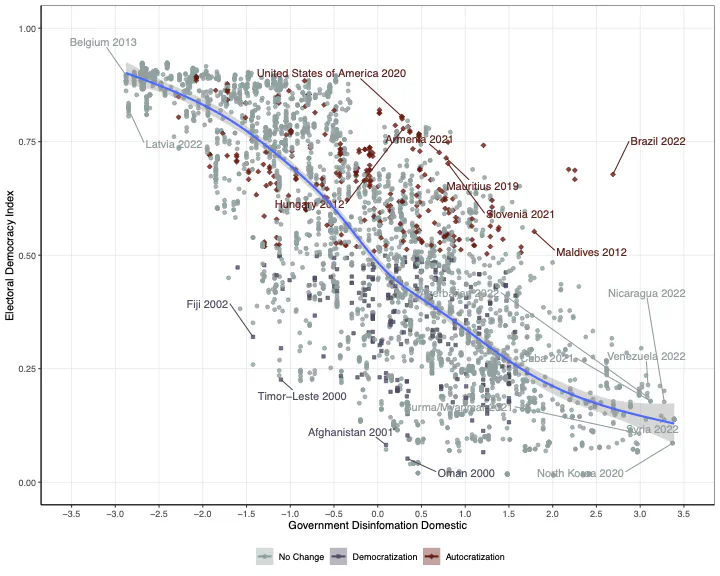 1.00
Belgium 2013
United States of America 2020
Armenia 2021
Brazil 2022
0.75
Latvia 2022
Mauritius 2019
Hungary 2012
Slovenia 2021
Maldives 2012
Electoral Democracy Index
0.50
Nicaragua 2022
Fiji 2002
Cuba 2021
Venezuela 2022
0.25
Timor−Leste 2000
Burma/Myanmar 2021
Afghanistan 2001
Syria 2022
Oman 2000
North Korea 2020
0.00
−3.5 −3.0 −2.5 −2.0 −1.5 −1.0 −0.5 0.0 0.5 1.0 1.5 2.0 2.5 3.0 3.5
Government Disinfomation Domestic
No Change Democratization Autocratization